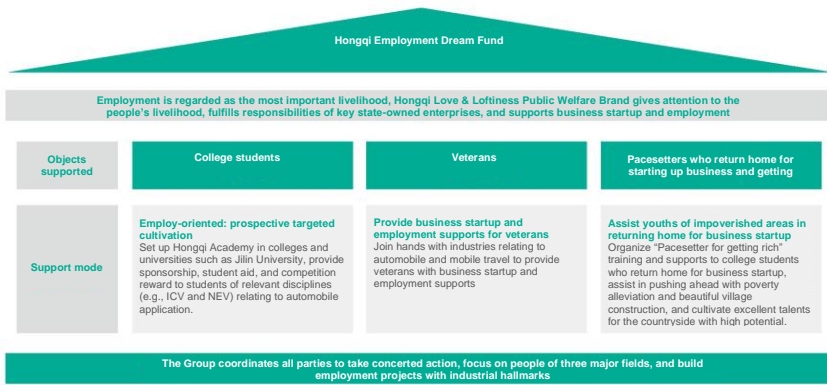 Hongqi Employment Dream Fund
Employment is regarded as the most important livelihood, Hongqi Love & Loftiness Public Welfare Brand gives attention to the
people's livelihood, fulfills responsibilities of key state-owned enterprises, and supports business startup and employment
Objects
supported
College students
Veterans
Pacesetters who return home for
starting up business and getting
Support mode
Employ-oriented: prospective targeted
cultivation
Set up Hongqi Academy in colleges and
universities such as Jilin University, provide
sponsorship, student aid, and competition
reward to students of relevant disciplines
(e.g., ICV and NEV) relating to automobile
application.
Provide business startup and
employment supports for veterans
Join hands with industries relating to
automobile and mobile travel to provide
veterans with business startup and
employment supports
Assist youths of impoverished areas in
returning home for business startup
Organize “Pacesetter for getting rich”
training and supports to college students
who return home for business startup,
assist in pushing ahead with poverty
alleviation and beautiful village
construction, and cultivate excellent talents
for the countryside with high potential.
The Group coordinates all parties to take concerted action, focus on people of three major fields, and build
employment projects with industrial hallmarks